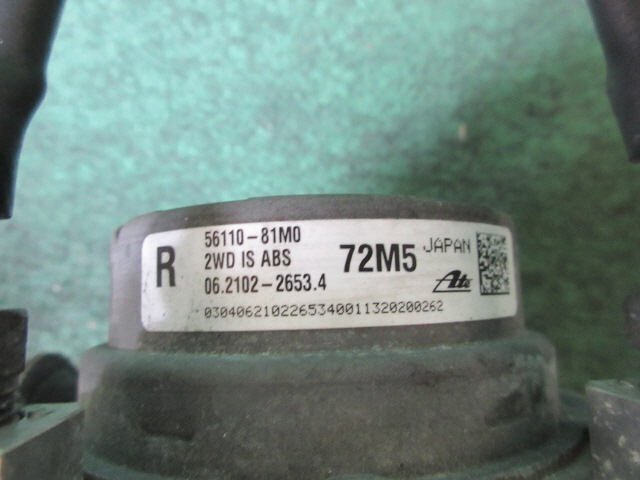 R
56110-81M0
2WD IS ABS
06.2102-2653.4
72M5
JAPAN
Ate
0304062102265340011320200262